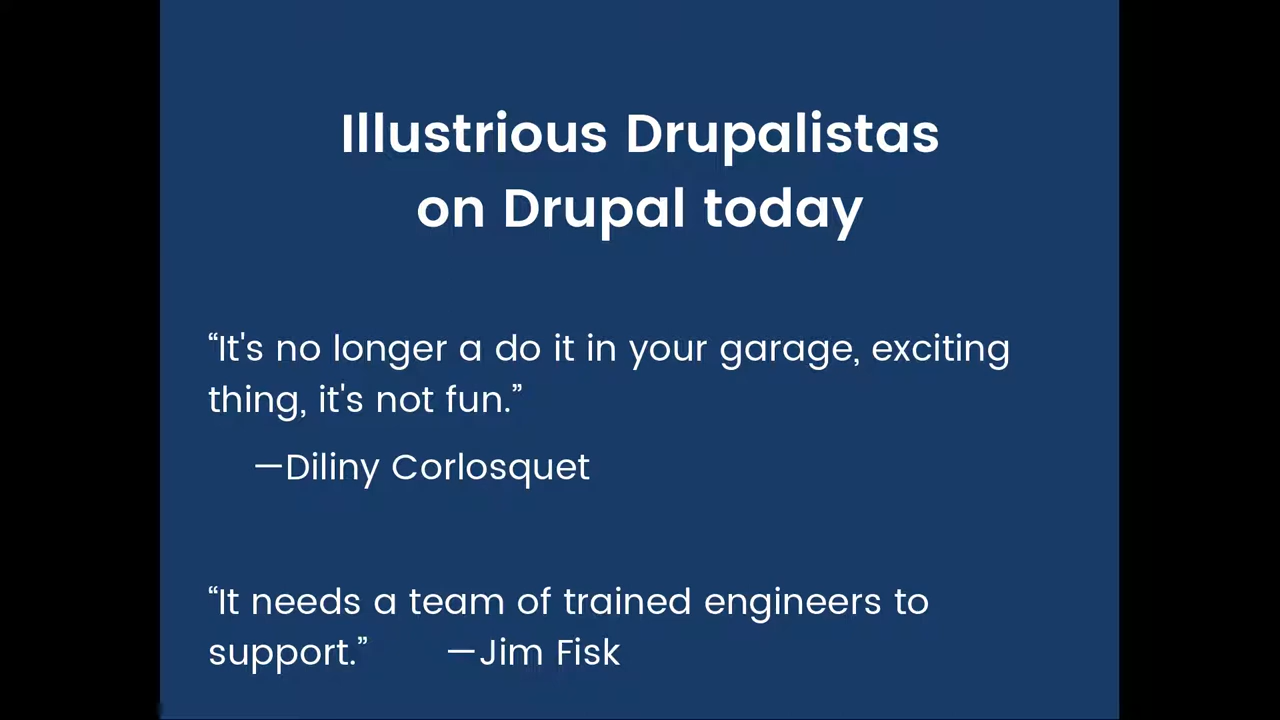 Illustrious Drupalistas
on Drupal today
“It's no longer a do it in your garage, exciting
thing, it's not fun.”
—Diliny Corlosquet
“It needs a team of trained engineers to
support.” —Jim Fisk